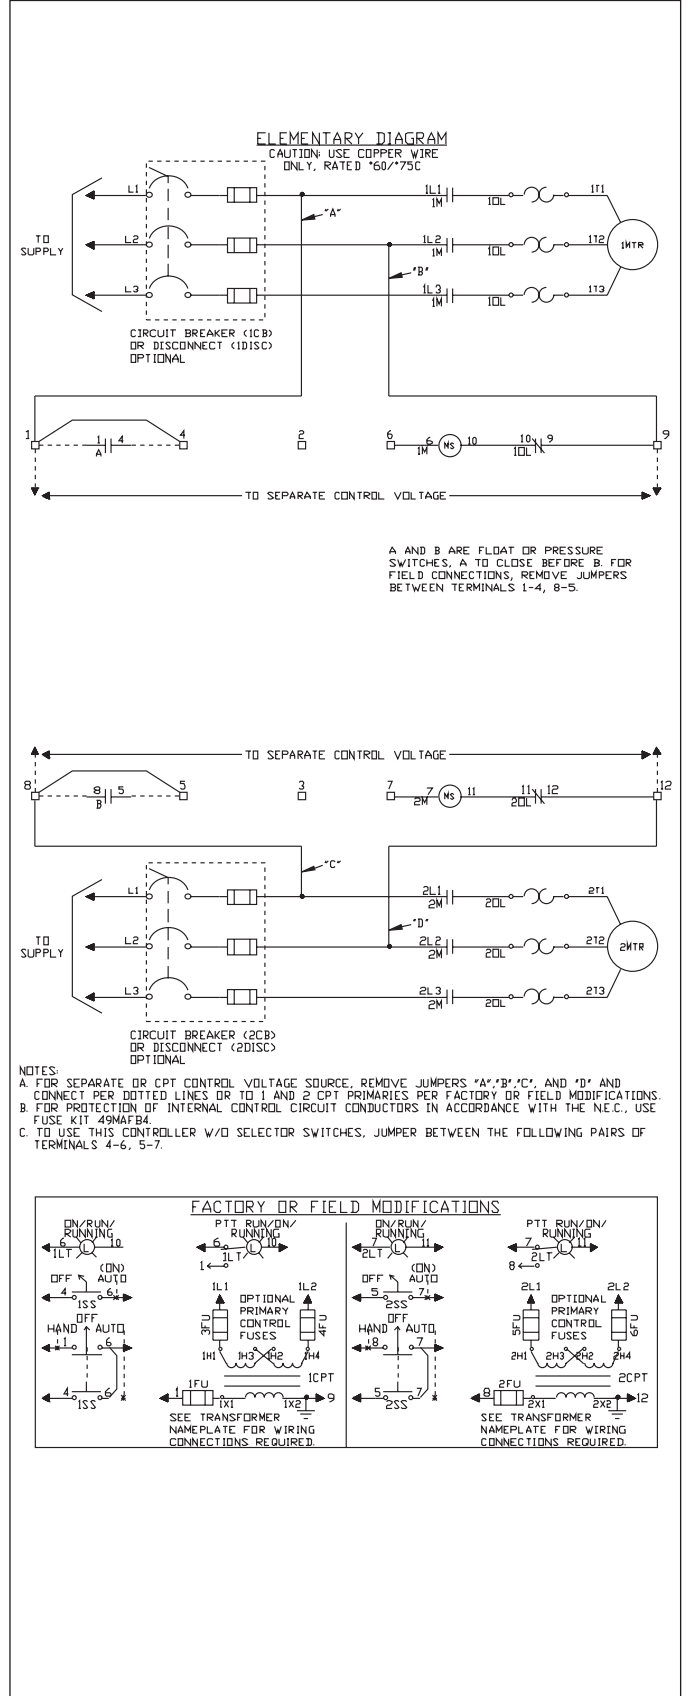 ELEMENTARY DIAGRAM
CAUTION: USE COPPER WIRE
ONLY, RATED °60/°75C
L1
1L1
1M
1OL
1T1
"A"
TO
SUPPLY
L2
1L2
1M
1OL
1T2
1MTR
"B"
L3
1L3
1M
1OL
1T3
CIRCUIT BREAKER (1CB)
OR DISCONNECT (1DISC)
OPTIONAL
1
1
4
A
4
2
6
6
1M
MS
10
10
1OL
9
9
TO SEPARATE CONTROL VOLTAGE
A AND B ARE FLOAT OR PRESSURE
SWITCHES, A TO CLOSE BEFORE B. FOR
FIELD CONNECTIONS, REMOVE JUMPERS
BETWEEN TERMINALS 1-4, 8-5.
TO SEPARATE CONTROL VOLTAGE
8
8
5
B
5
3
7
7
2M
MS
11
11
2OL
12
12
"C"
L1
2L1
2M
2OL
2T1
"D"
TO
SUPPLY
L2
2L2
2M
2OL
2T2
2MTR
L3
2L3
2M
2OL
2T3
CIRCUIT BREAKER (2CB)
OR DISCONNECT (2DISC)
OPTIONAL
NOTES:
A. FOR SEPARATE OR CPT CONTROL VOLTAGE SOURCE, REMOVE JUMPERS "A","B","C", AND "D" AND
CONNECT PER DOTTED LINES OR TO 1 AND 2 CPT PRIMARIES PER FACTORY OR FIELD MODIFICATIONS.
B. FOR PROTECTION OF INTERNAL CONTROL CIRCUIT CONDUCTORS IN ACCORDANCE WITH THE N.E.C., USE
FUSE KIT 49MAFB4.
C. TO USE THIS CONTROLLER W/O SELECTOR SWITCHES, JUMPER BETWEEN THE FOLLOWING PAIRS OF
TERMINALS 4-6, 5-7.
FACTORY OR FIELD MODIFICATIONS
ON/RUN/
RUNNING
6
1LT
L
10
OFF
(ON)
AUTO
4
1SS
6
OFF
HAND
AUTO
1
6
4
1SS
6
PTT RUN/ON/
RUNNING
6
1LT
L
10
1
1L1
1L2
3FU
OPTIONAL
PRIMARY
CONTROL
FUSES
4FU
1H1
1H3
1H2
1H4
1CPT
1
1FU
1X1
1X2
9
SEE TRANSFORMER
NAMEPLATE FOR WIRING
CONNECTIONS REQUIRED.
ON/RUN/
RUNNING
7
2LT
L
11
OFF
(ON)
AUTO
5
2SS
7
OFF
HAND
AUTO
8
7
5
2SS
7
PTT RUN/ON/
RUNNING
7
2LT
L
11
8
2L1
2L2
5FU
OPTIONAL
PRIMARY
CONTROL
FUSES
6FU
2H1
2H3
2H2
2H4
2CPT
8
2FU
2X1
2X2
12
SEE TRANSFORMER
NAMEPLATE FOR WIRING
CONNECTIONS REQUIRED.